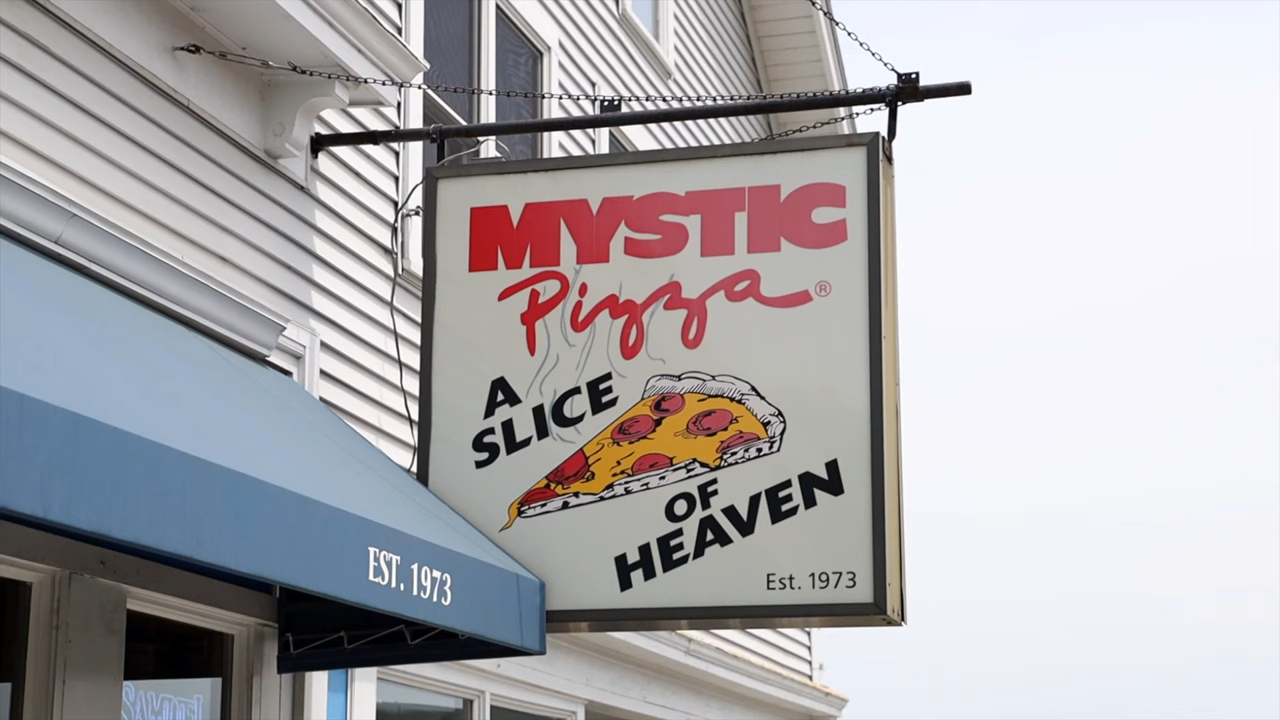 MYSTIC
Pizza®
A
SLICE
OF
HEAVEN
Est. 1973
EST. 1973